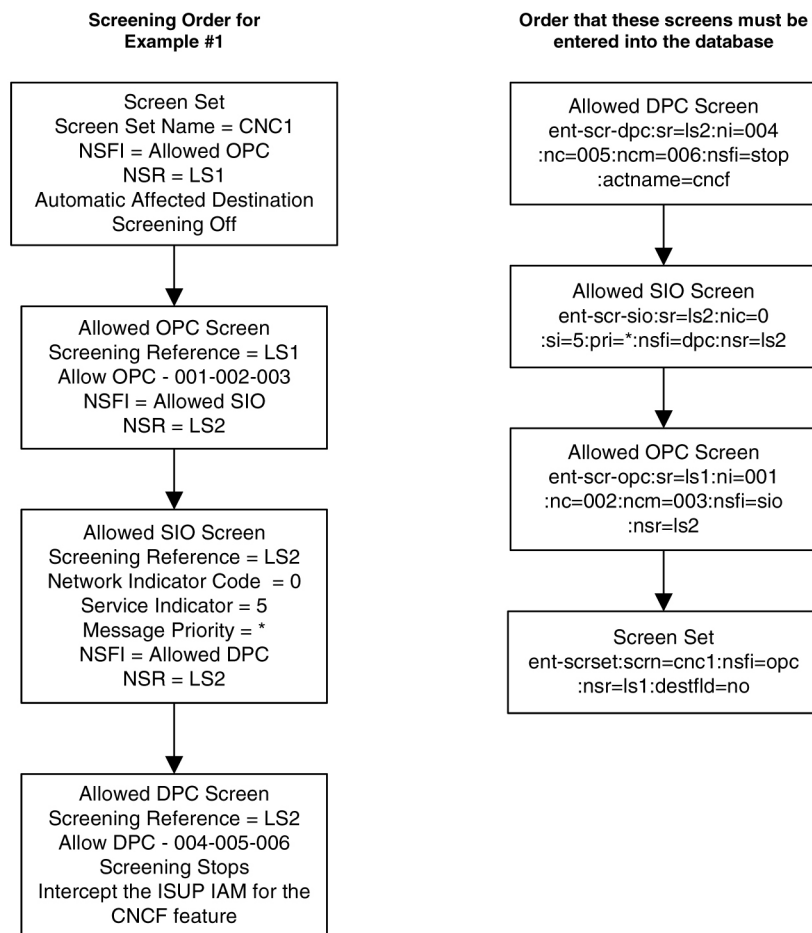 Screening Order for
Example #1
Screen Set
Screen Set Name = CNC1
NSFI = Allowed OPC
NSR = LS1
Automatic Affected Destination
Screening Off
Allowed OPC Screen
Screening Reference = LS1
Allow OPC - 001-002-003
NSFI = Allowed SIO
NSR = LS2
Allowed SIO Screen
Screening Reference = LS2
Network Indicator Code = 0
Service Indicator = 5
Message Priority = *
NSFI = Allowed DPC
NSR = LS2
Allowed DPC Screen
Screening Reference = LS2
Allow DPC - 004-005-006
Screening Stops
Intercept the ISUP IAM for the
CNCF feature
Order that these screens must be
entered into the database
Allowed DPC Screen
ent-scr-dpc:sr=ls2:ni=004
:nc=005:ncm=006:nsfi=stop
:actname=cncf
Allowed SIO Screen
ent-scr-sio:sr=ls2:nic=0
:si=5:pri=*:nsfi=dpc:nsr=ls2
Allowed OPC Screen
ent-scr-opc:sr=ls1:ni=001
:nc=002:ncm=003:nsfi=sio
:nsr=ls2
Screen Set
ent-scrset:scrn=cnc1:nsfi=opc
:nsr=ls1:destfld=no